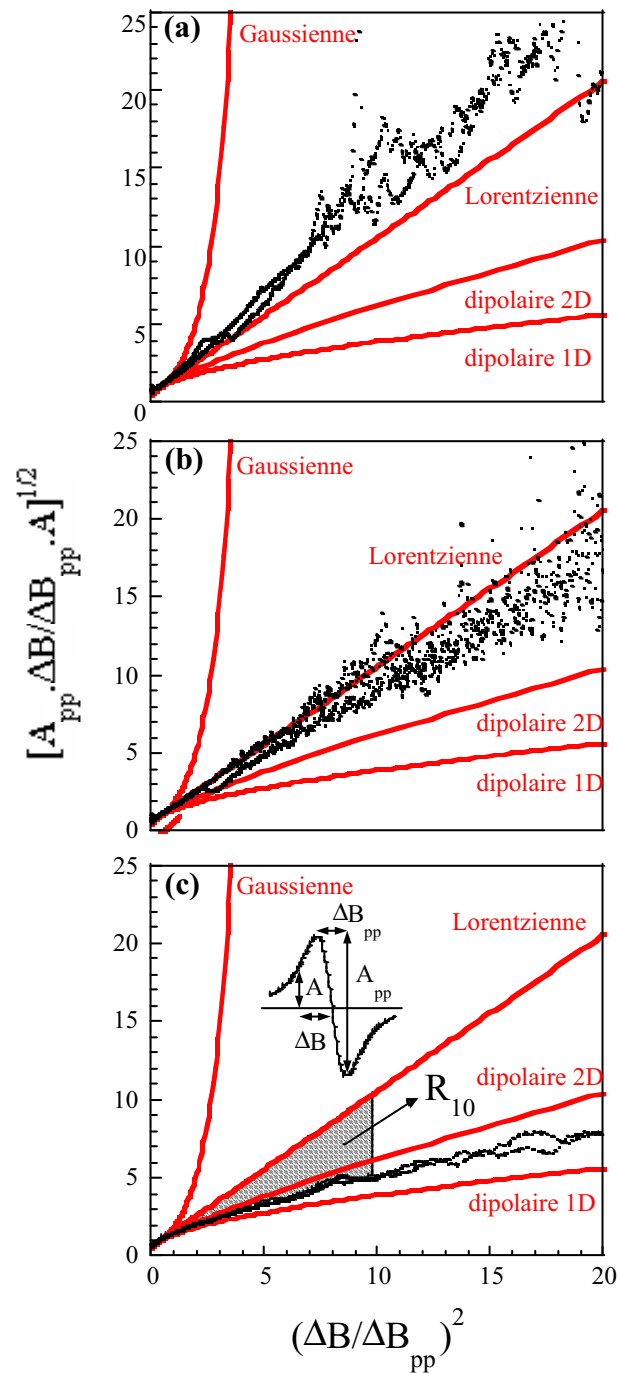 (a)
Gaussienne
Lorentzienne
dipolaire 2D
dipolaire 1D
25
20
15
10
5
0
(b)
Gaussienne
Lorentzienne
dipolaire 2D
dipolaire 1D
25
20
15
10
5
0
[A_pp.ΔB/ΔB_pp.A]^1/2
(c)
Gaussienne
Lorentzienne
dipolaire 2D
dipolaire 1D
ΔB_pp
A
A_pp
ΔB
R_10
25
20
15
10
5
0
0 5 10 15 20
(ΔB/ΔB_pp)^2